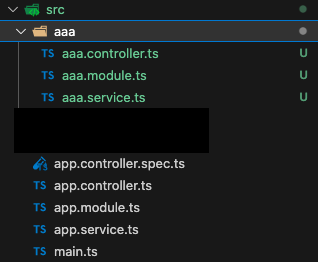 src
aaa
TS aaa.controller.ts U
TS aaa.module.ts U
TS aaa.service.ts U
app.controller.spec.ts
TS app.controller.ts
TS app.module.ts
TS app.service.ts
TS main.ts